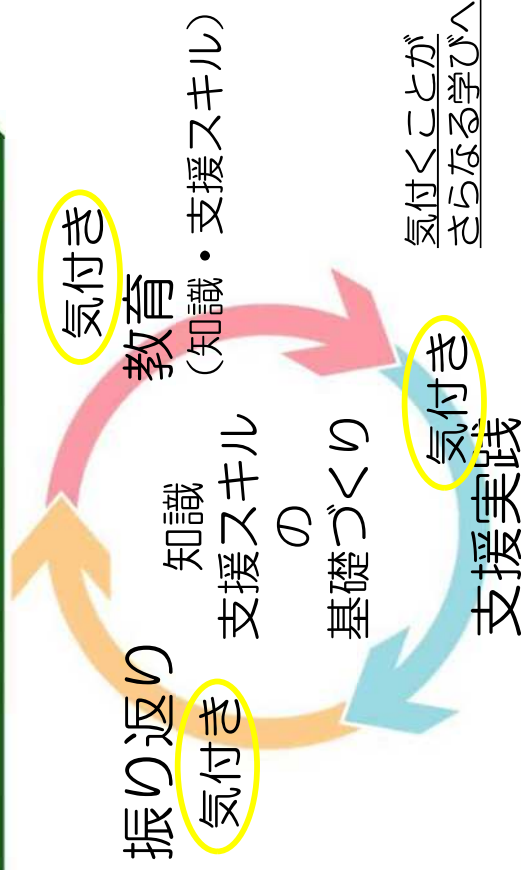 気付き
教育
（知識・支援スキル）
知識
支援スキル
の
基礎づくり
振り返り
気付き
気付き
支援実践
気付くことが
さらなる学びへ